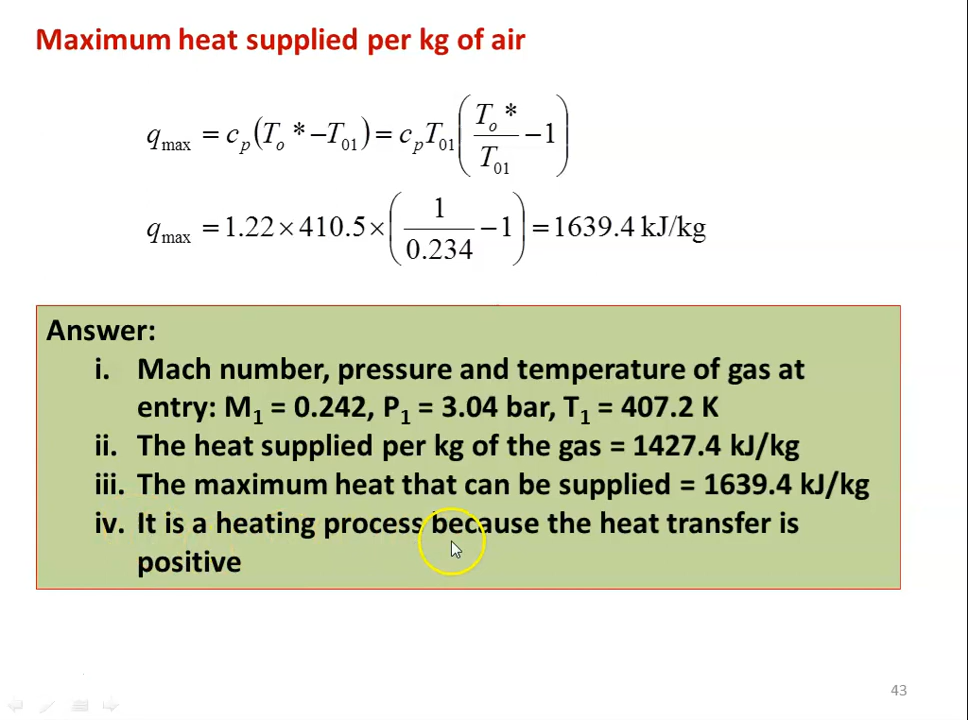 Maximum heat supplied per kg of air
q_max = c_p(T_o* − T_01) = c_p T_01 (T_o*/T_01 − 1)
q_max = 1.22 × 410.5 × (1/0.234 − 1) = 1639.4 kJ/kg
Answer:
i. Mach number, pressure and temperature of gas at
entry: M₁ = 0.242, P₁ = 3.04 bar, T₁ = 407.2 K
ii. The heat supplied per kg of the gas = 1427.4 kJ/kg
iii. The maximum heat that can be supplied = 1639.4 kJ/kg
iv. It is a heating process because the heat transfer is
positive
43